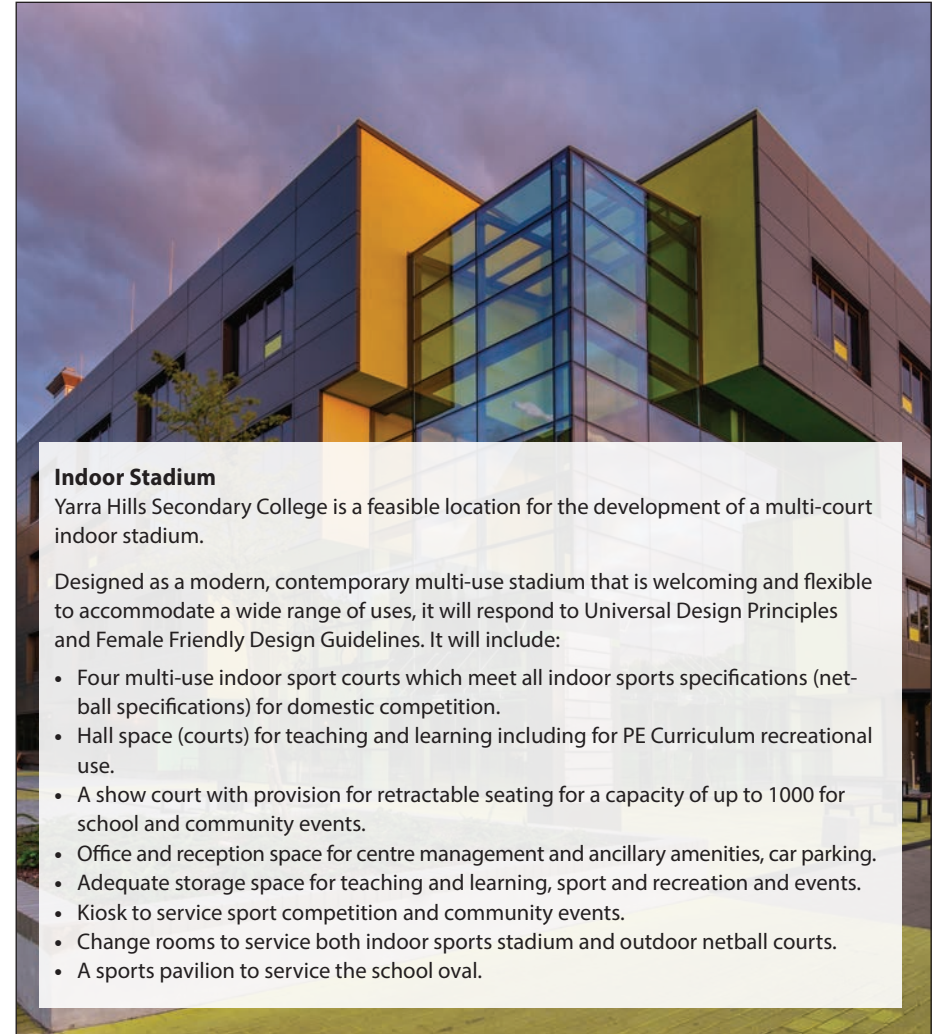 Indoor Stadium
Yarra Hills Secondary College is a feasible location for the development of a multi-court
indoor stadium.
Designed as a modern, contemporary multi-use stadium that is welcoming and flexible
to accommodate a wide range of uses, it will respond to Universal Design Principles
and Female Friendly Design Guidelines. It will include:
• Four multi-use indoor sport courts which meet all indoor sports specifications (net-
ball specifications) for domestic competition.
• Hall space (courts) for teaching and learning including for PE Curriculum recreational
use.
• A show court with provision for retractable seating for a capacity of up to 1000 for
school and community events.
• Office and reception space for centre management and ancillary amenities, car parking.
• Adequate storage space for teaching and learning, sport and recreation and events.
• Kiosk to service sport competition and community events.
• Change rooms to service both indoor sports stadium and outdoor netball courts.
• A sports pavilion to service the school oval.